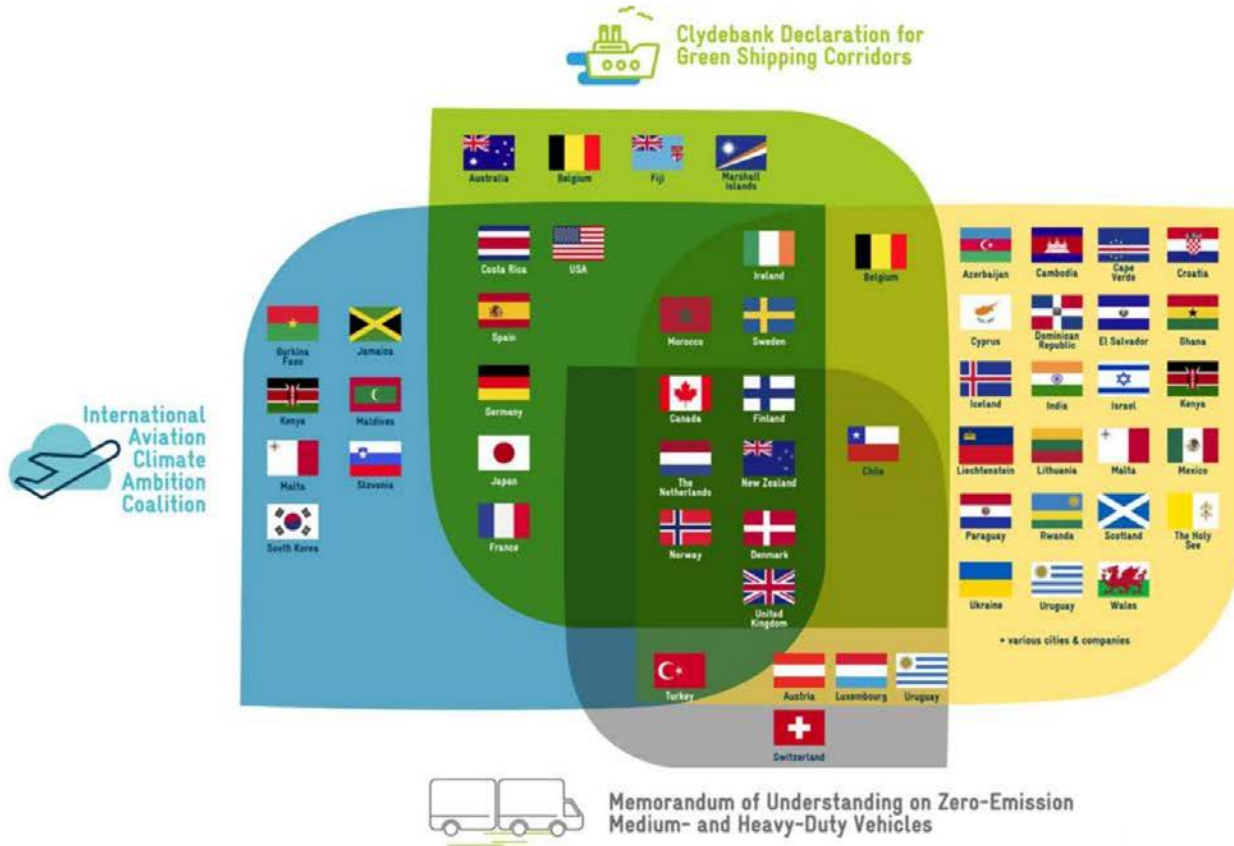 Clydebank Declaration for
Green Shipping Corridors
Australia
Belgium
Fiji
Marshall
Islands
Costa Rica
USA
Ireland
Belgium
Azerbaijan
Cambodia
Cape
Verde
Croatia
Burkina
Faso
Jamaica
Spain
Morocco
Sweden
Cyprus
Dominican
Republic
El Salvador
Ghana
Kenya
Maldives
Germany
Canada
Finland
Iceland
India
Israel
Kenya
International
Aviation
Climate
Ambition
Coalition
Malta
Slovenia
Japan
The
Netherlands
New Zealand
Chile
Liechtenstein
Lithuania
Malta
Mexico
South Korea
France
Norway
Denmark
Paraguay
Rwanda
Scotland
The Holy
See
United
Kingdom
Ukraine
Uruguay
Wales
+ various cities & companies
Turkey
Austria
Luxembourg
Uruguay
Switzerland
Memorandum of Understanding on Zero-Emission
Medium- and Heavy-Duty Vehicles